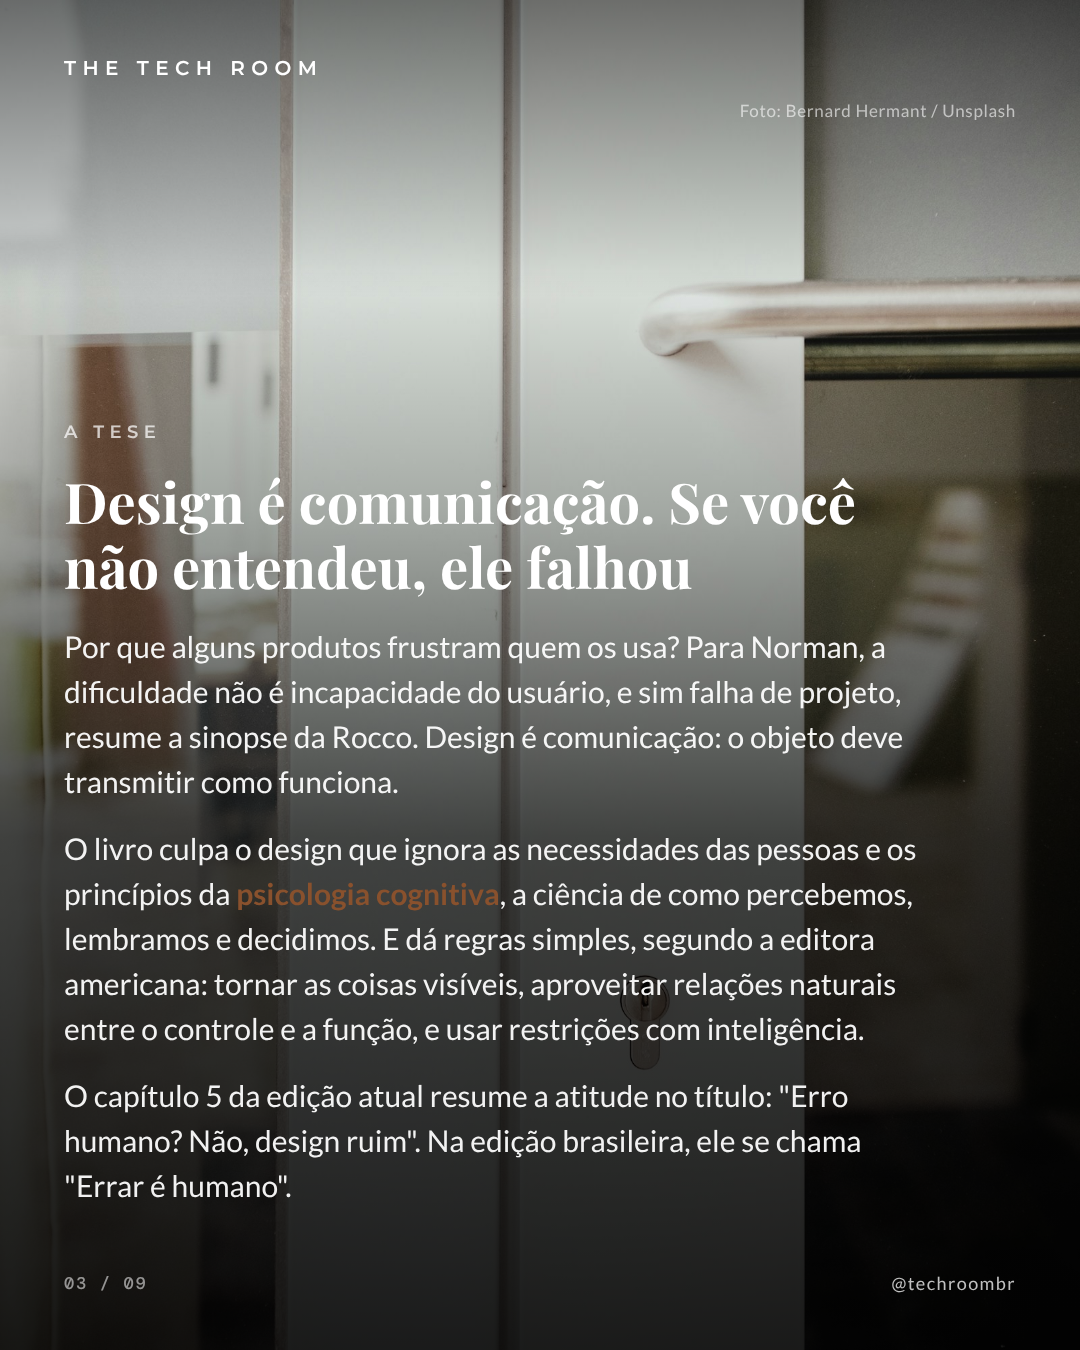 THE TECH ROOM
Foto: Bernard Hermant / Unsplash
A TESE
Design é comunicação. Se você
não entendeu, ele falhou
Por que alguns produtos frustram quem os usa? Para Norman, a
dificuldade não é incapacidade do usuário, e sim falha de projeto,
resume a sinopse da Rocco. Design é comunicação: o objeto deve
transmitir como funciona.
O livro culpa o design que ignora as necessidades das pessoas e os
princípios da psicologia cognitiva, a ciência de como percebemos,
lembramos e decidimos. E dá regras simples, segundo a editora
americana: tornar as coisas visíveis, aproveitar relações naturais
entre o controle e a função, e usar restrições com inteligência.
O capítulo 5 da edição atual resume a atitude no título: "Erro
humano? Não, design ruim". Na edição brasileira, ele se chama
"Errar é humano".
03 / 09
@techroombr